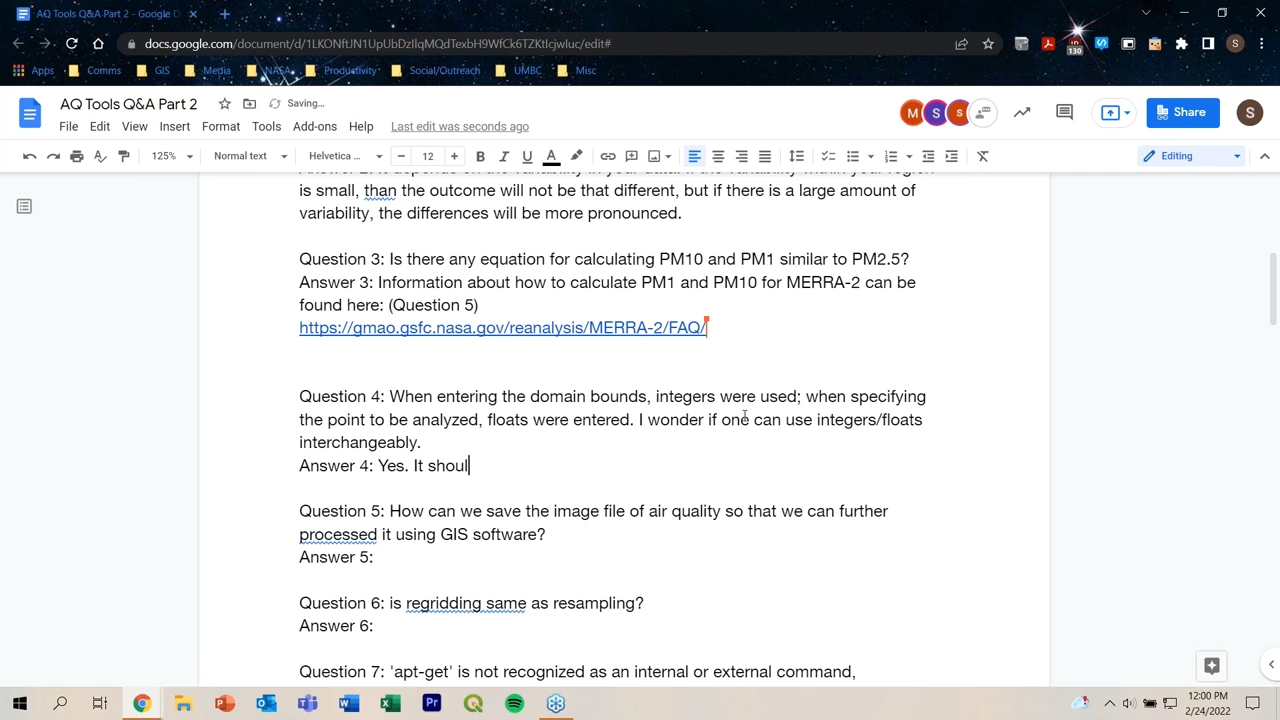 AQ Tools Q&A Part 2 - Google D
docs.google.com/document/d/1LKONftJN1UpUbDzIlqMQdTexbH9WfCk6TZKtIcjwIuc/edit#
130
S
Apps Comms GIS Media NASA Productivity Social/Outreach UMBC Misc
AQ Tools Q&A Part 2 Saving…
M S S Share S
File Edit View Insert Format Tools Add-ons Help Last edit was seconds ago
125% Normal text Helvetica ... 12 B I U A Editing
is small, than the outcome will not be that different, but if there is a large amount of
variability, the differences will be more pronounced.
Question 3: Is there any equation for calculating PM10 and PM1 similar to PM2.5?
Answer 3: Information about how to calculate PM1 and PM10 for MERRA-2 can be
found here: (Question 5)
https://gmao.gsfc.nasa.gov/reanalysis/MERRA-2/FAQ/
Question 4: When entering the domain bounds, integers were used; when specifying
the point to be analyzed, floats were entered. I wonder if one can use integers/floats
interchangeably.
Answer 4: Yes. It shoul
Question 5: How can we save the image file of air quality so that we can further
processed it using GIS software?
Answer 5:
Question 6: is regridding same as resampling?
Answer 6:
Question 7: 'apt-get' is not recognized as an internal or external command,
12:00 PM
2/24/2022